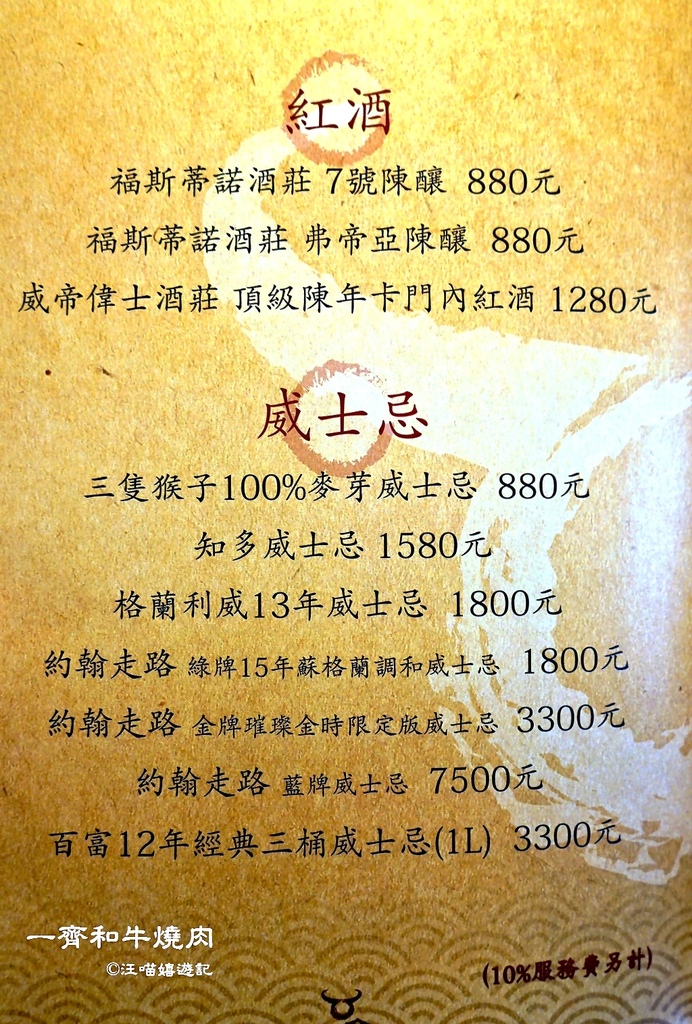 紅酒
福斯蒂諾酒莊 7號陳釀 880元
福斯蒂諾酒莊 弗帝亞陳釀 880元
威帝偉士酒莊 頂級陳年卡門內紅酒 1280元
威士忌
三隻猴子100%麥芽威士忌 880元
知多威士忌 1580元
格蘭利威13年威士忌 1800元
約翰走路 綠牌15年蘇格蘭調和威士忌 1800元
約翰走路 金牌璀璨金時限定版威士忌 3300元
約翰走路 藍牌威士忌 7500元
百富12年經典三桶威士忌(1L) 3300元
一齊和牛燒肉
©汪喵嬉遊記
(10%服務費另計)